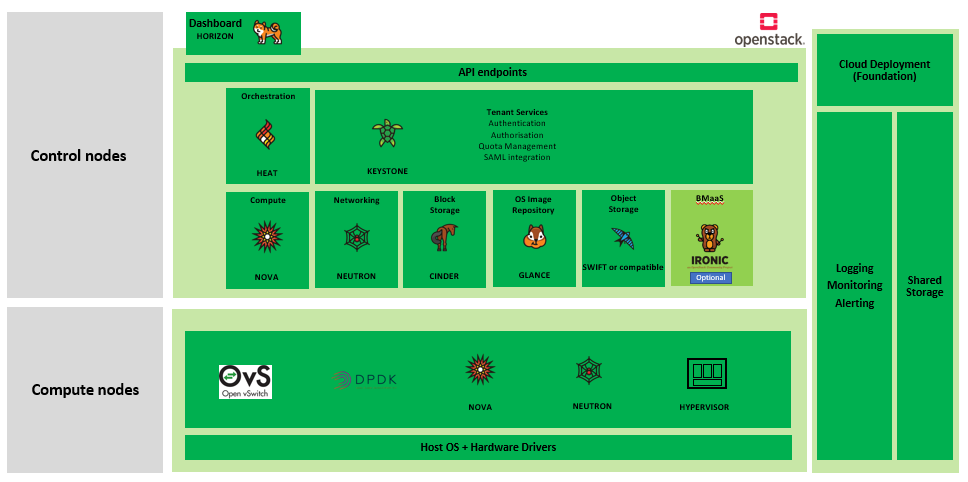 Dashboard
HORIZON
openstack.
Cloud Deployment
(Foundation)
API endpoints
Control nodes
Orchestration
HEAT
KEYSTONE
Tenant Services
Authentication
Authorisation
Quota Management
SAML integration
Compute
NOVA
Networking
NEUTRON
Block
Storage
CINDER
OS Image
Repository
GLANCE
Object
Storage
SWIFT or compatible
BMaaS
IRONIC
Optional
Logging
Monitoring
Alerting
Shared
Storage
Compute nodes
OVS
Open vSwitch
DPDK
NOVA
NEUTRON
HYPERVISOR
Host OS + Hardware Drivers